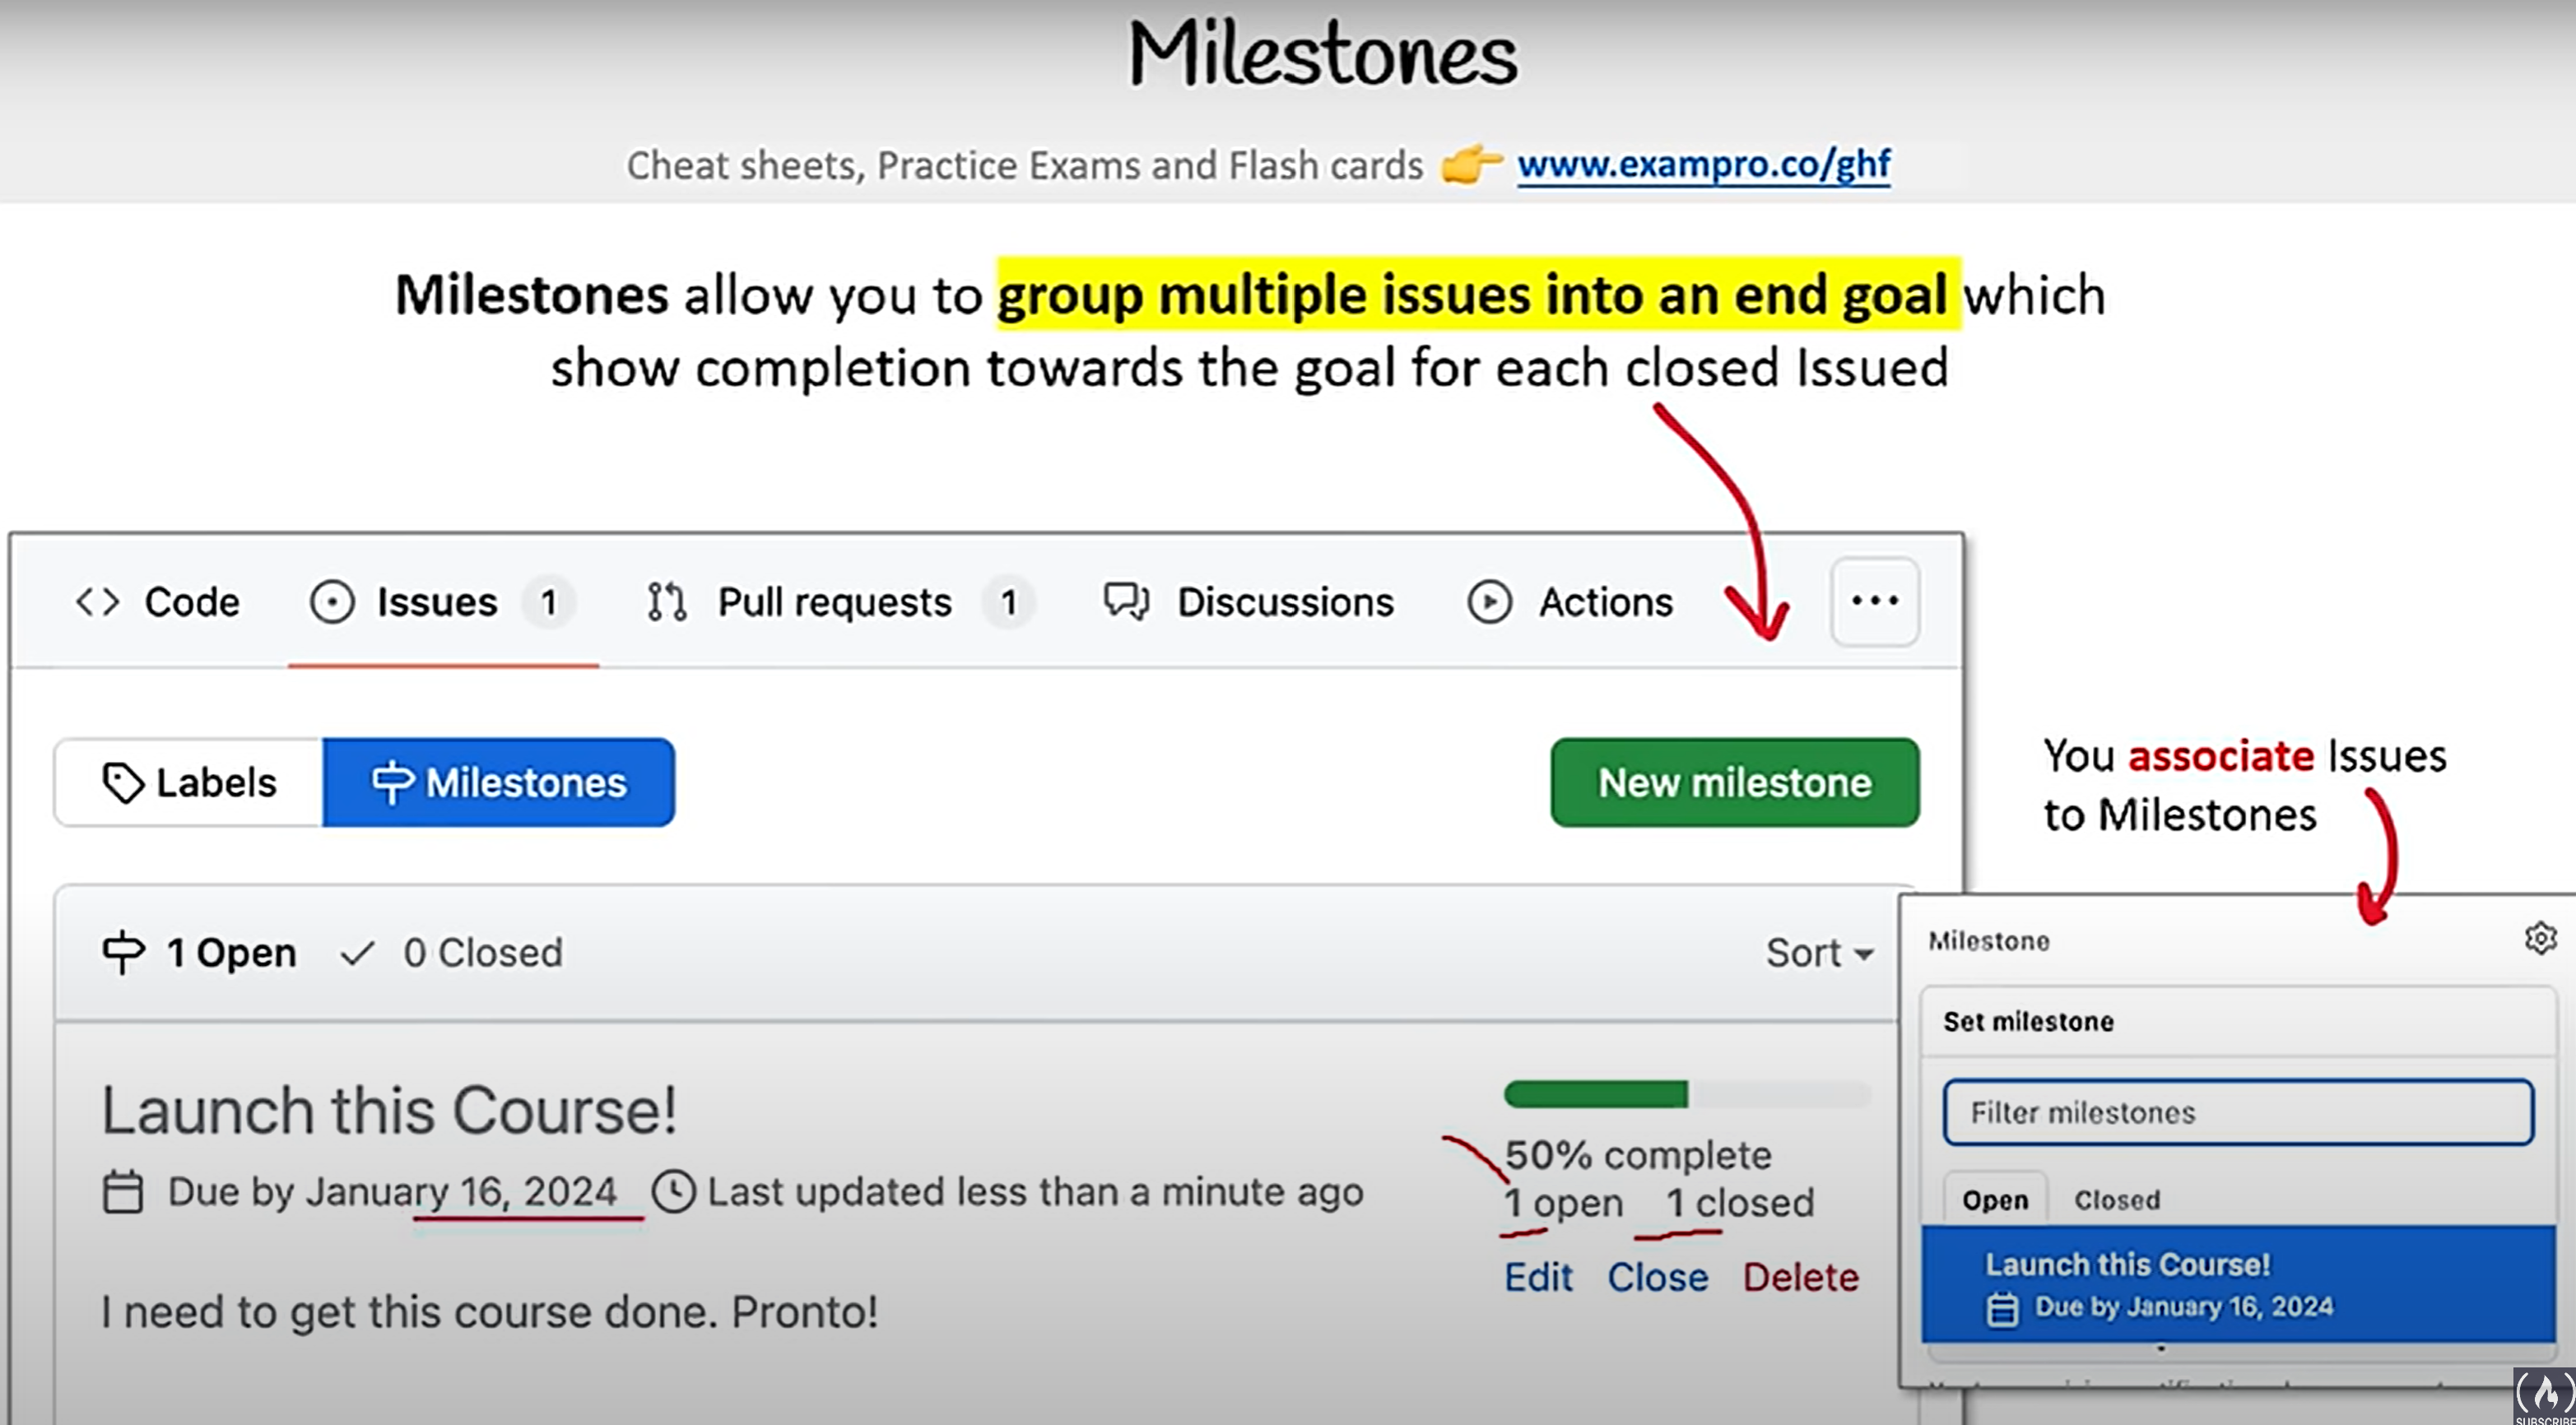 Milestones
Cheat sheets, Practice Exams and Flash cards 👉 www.exampro.co/ghf
Milestones allow you to group multiple issues into an end goal which
show completion towards the goal for each closed Issued
Code Issues 1 Pull requests 1 Discussions Actions ...
Labels Milestones New milestone
You associate Issues
to Milestones
1 Open 0 Closed Sort
Launch this Course!
Due by January 16, 2024 Last updated less than a minute ago
I need to get this course done. Pronto!
50% complete
1 open 1 closed
Edit Close Delete
Milestone
Set milestone
Filter milestones
Open Closed
Launch this Course!
Due by January 16, 2024
SUBSCRIBE